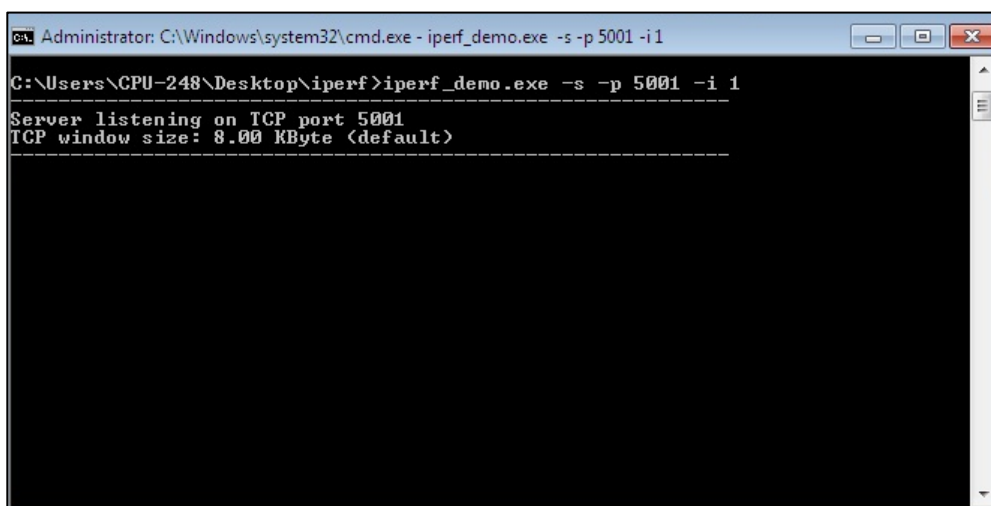 Administrator: C:\Windows\system32\cmd.exe - iperf_demo.exe -s -p 5001 -i 1
C:\Users\CPU-248\Desktop\iperf>iperf_demo.exe -s -p 5001 -i 1
------------------------------------------------------------
Server listening on TCP port 5001
TCP window size: 8.00 KByte (default)
------------------------------------------------------------